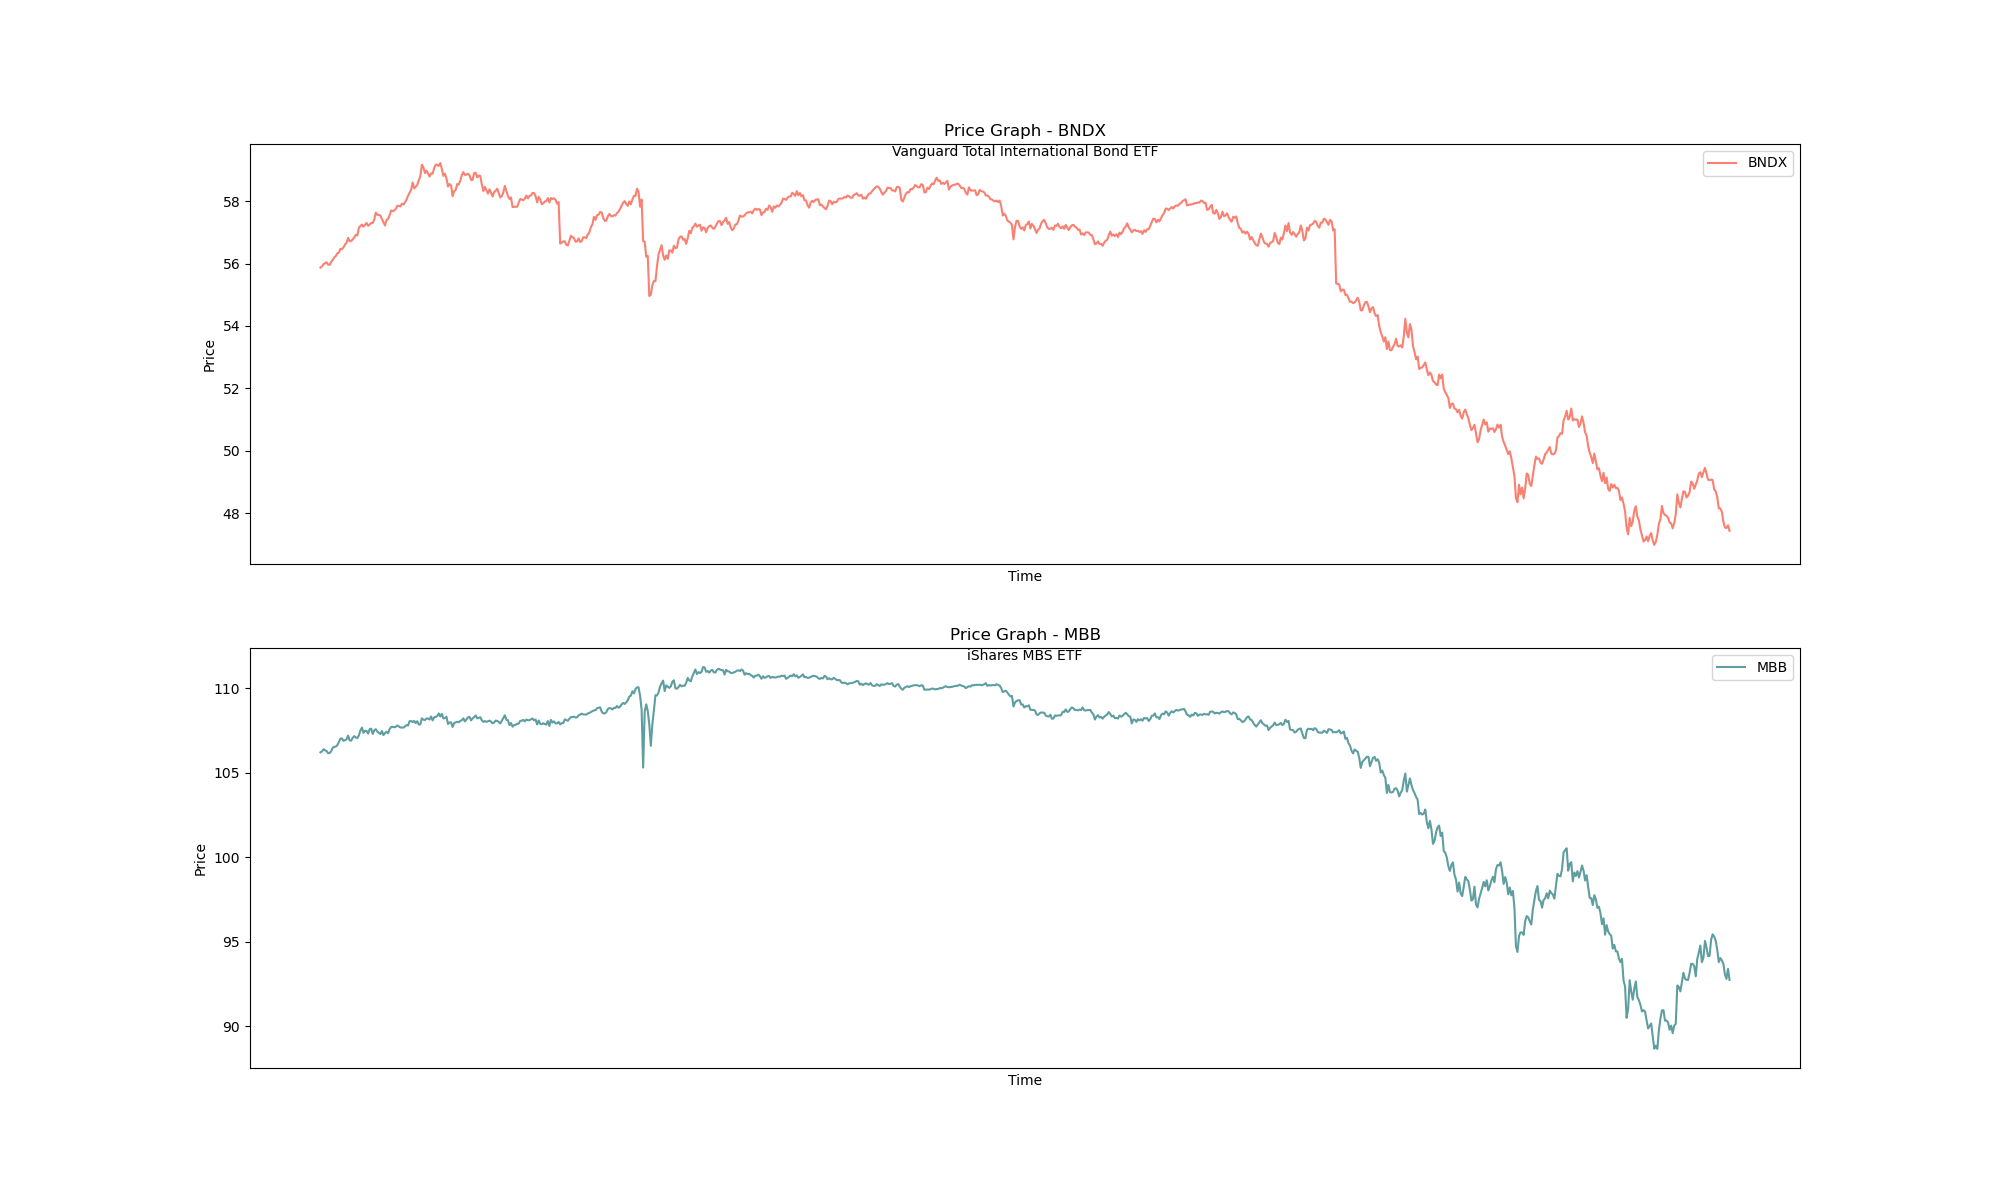 Price Graph - BNDX
Vanguard Total International Bond ETF
BNDX
58
56
54
52
50
48
Price
Time
Price Graph - MBB
iShares MBS ETF
MBB
110
105
100
95
90
Price
Time